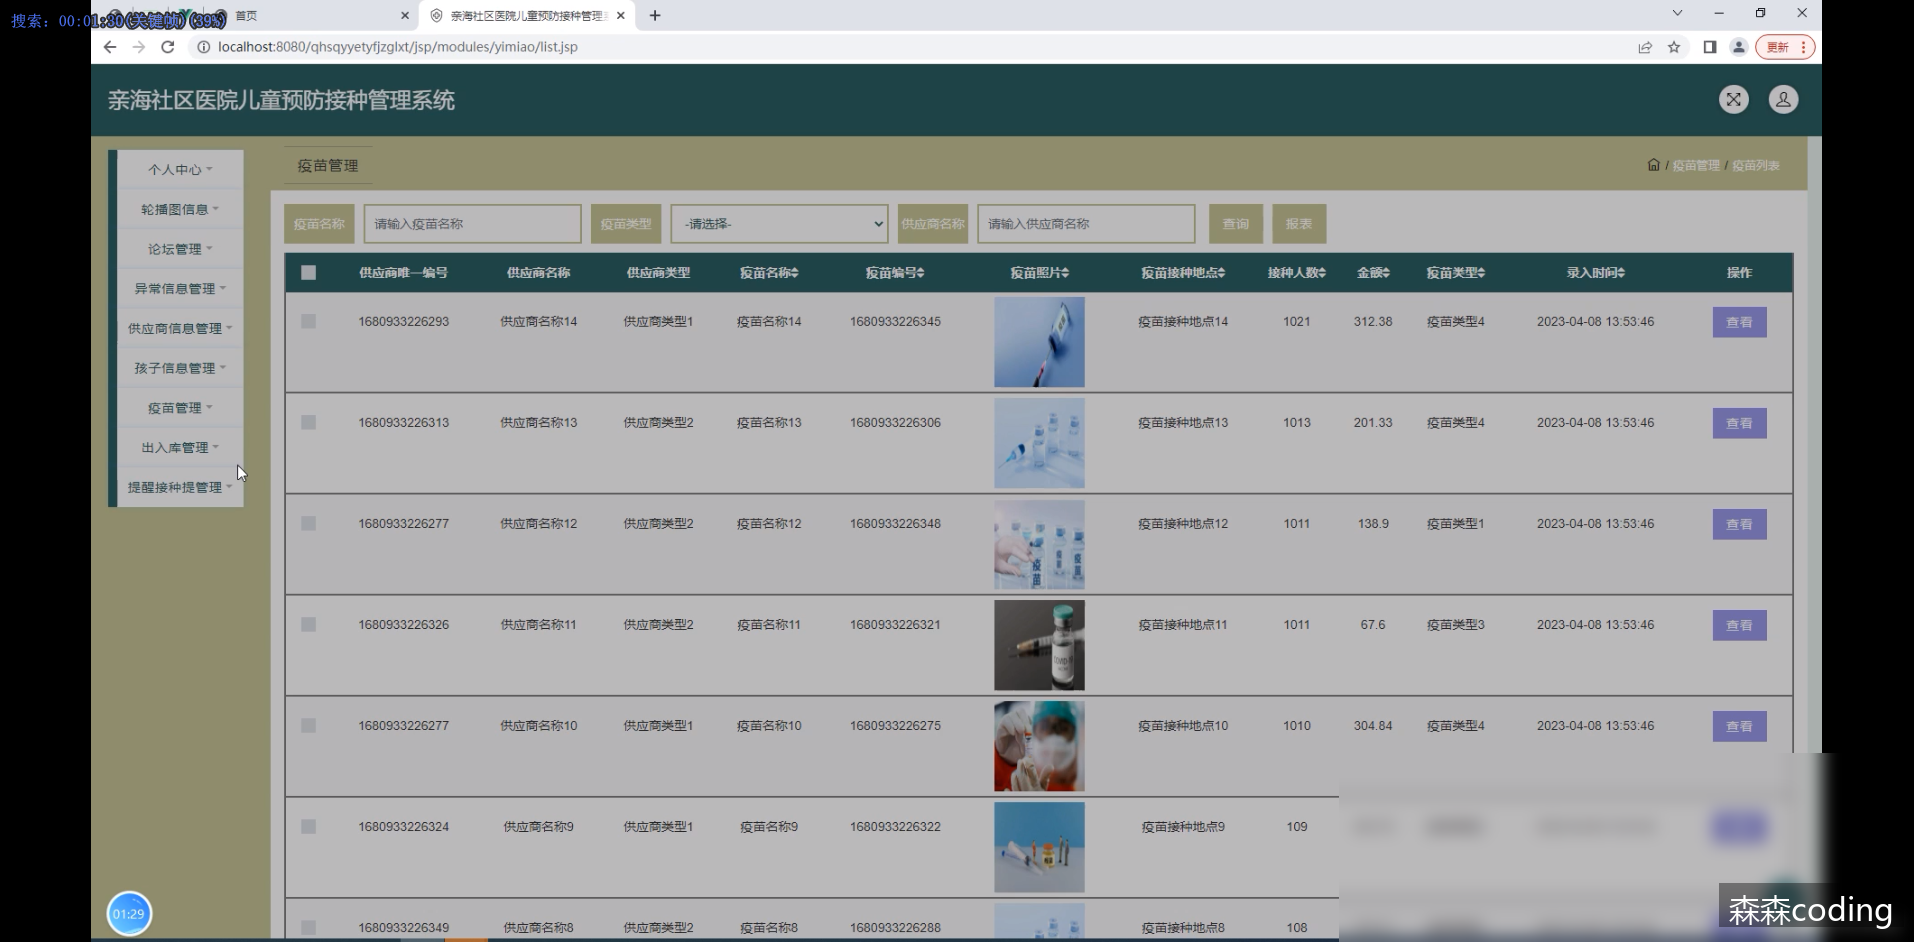 搜索: 00:01:30(关键帧)(39%)
首页
亲海社区医院儿童预防接种管理
localhost:8080/qhsqyyetyfjzglxt/jsp/modules/yimiao/list.jsp
更新
亲海社区医院儿童预防接种管理系统
个人中心
轮播图信息
论坛管理
异常信息管理
供应商信息管理
孩子信息管理
疫苗管理
出入库管理
提醒接种提管理
疫苗管理
/ 疫苗管理 / 疫苗列表
疫苗名称 请输入疫苗名称 疫苗类型 -请选择- 供应商名称 请输入供应商名称 查询 报表
供应商唯一编号 供应商名称 供应商类型 疫苗名称 疫苗编号 疫苗照片 疫苗接种地点 接种人数 金额 疫苗类型 录入时间 操作
1680933226293 供应商名称14 供应商类型1 疫苗名称14 1680933226345 疫苗接种地点14 1021 312.38 疫苗类型4 2023-04-08 13:53:46 查看
1680933226313 供应商名称13 供应商类型2 疫苗名称13 1680933226306 疫苗接种地点13 1013 201.33 疫苗类型4 2023-04-08 13:53:46 查看
1680933226277 供应商名称12 供应商类型2 疫苗名称12 1680933226348 疫苗接种地点12 1011 138.9 疫苗类型1 2023-04-08 13:53:46 查看
1680933226326 供应商名称11 供应商类型2 疫苗名称11 1680933226321 疫苗接种地点11 1011 67.6 疫苗类型3 2023-04-08 13:53:46 查看
1680933226277 供应商名称10 供应商类型1 疫苗名称10 1680933226275 疫苗接种地点10 1010 304.84 疫苗类型4 2023-04-08 13:53:46 查看
1680933226324 供应商名称9 供应商类型1 疫苗名称9 1680933226322 疫苗接种地点9 109
1680933226349 供应商名称8 供应商类型2 疫苗名称8 1680933226288 疫苗接种地点8 108
01:29
森森coding